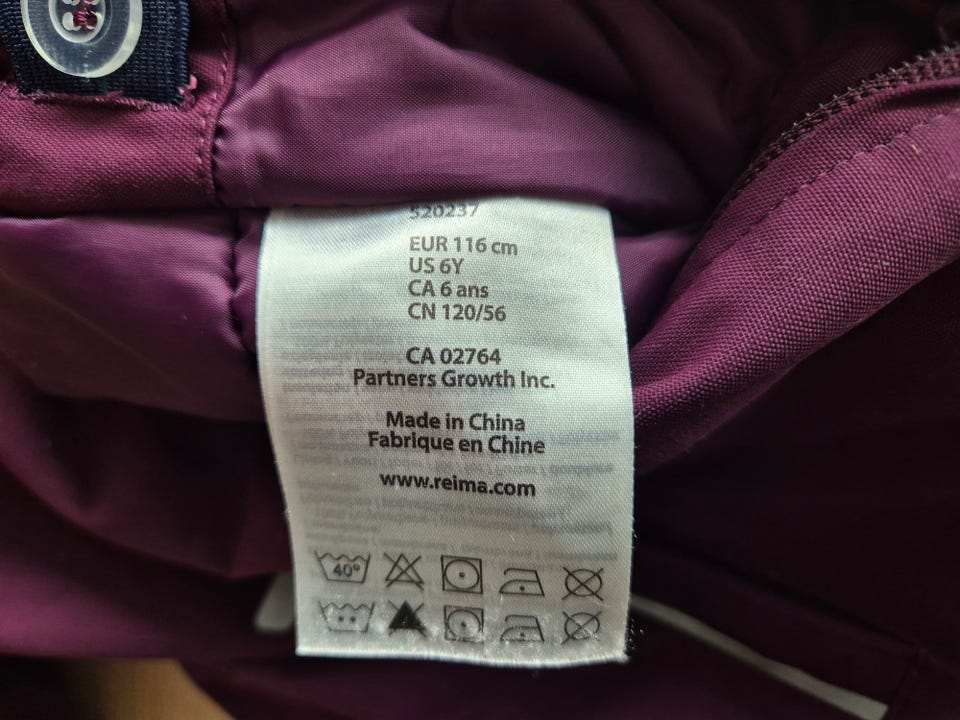 520237
EUR 116 cm
US 6Y
CA 6 ans
CN 120/56
CA 02764
Partners Growth Inc.
Made in China
Fabrique en Chine
www.reima.com
40°